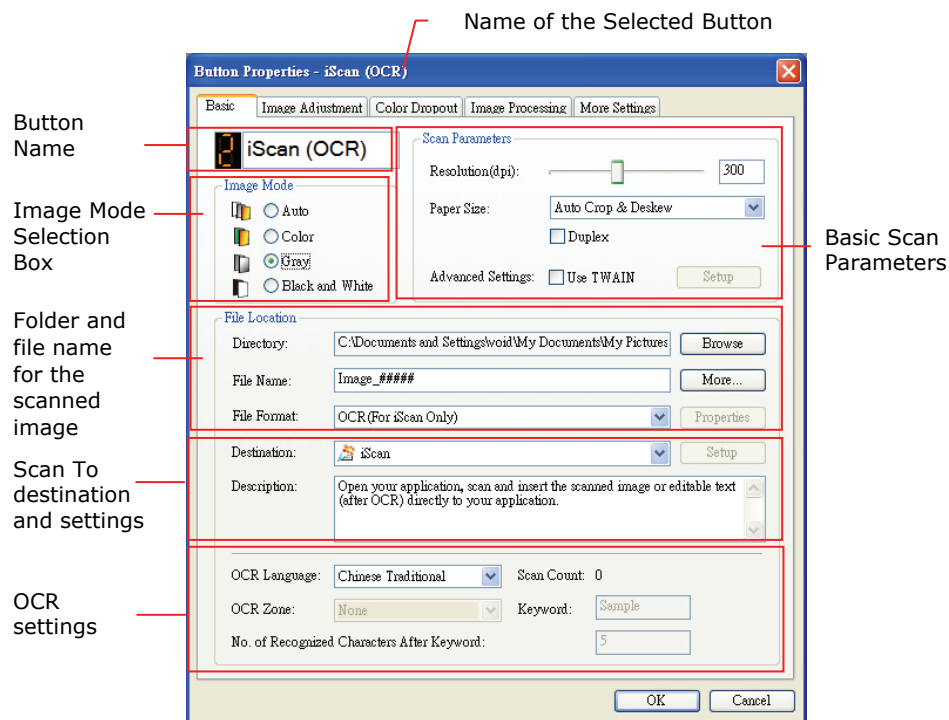 Name of the Selected Button
Button Properties - iScan (OCR)
Basic Image Adjustment Color Dropout Image Processing More Settings
Button
Name
2 iScan (OCR)
Image Mode
Selection
Box
Image Mode
Auto
Color
Gray
Black and White
Scan Parameters
Resolution(dpi): 300
Paper Size: Auto Crop & Deskew
Duplex
Advanced Settings: Use TWAIN Setup
Basic Scan
Parameters
Folder and
file name
for the
scanned
image
File Location
Directory: C:\Documents and Settings\void\My Documents\My Pictures Browse
File Name: Image_##### More...
File Format: OCR(For iScan Only) Properties
Scan To
destination
and settings
Destination: iScan Setup
Description: Open your application, scan and insert the scanned image or editable text
(after OCR) directly to your application.
OCR
settings
OCR Language: Chinese Traditional Scan Count: 0
OCR Zone: None Keyword: Sample
No. of Recognized Characters After Keyword: 5
OK Cancel